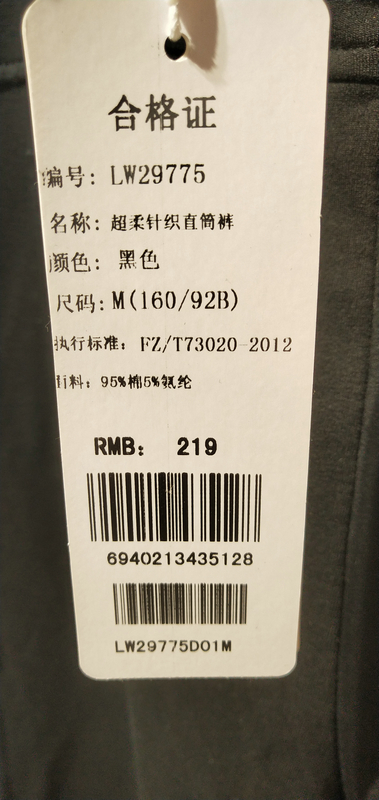 合格证
编号: LW29775
名称: 超柔针织直筒裤
颜色: 黑色
尺码: M(160/92B)
执行标准: FZ/T73020-2012
面料: 95%棉5%氨纶
RMB: 219
6940213435128
LW29775D01M